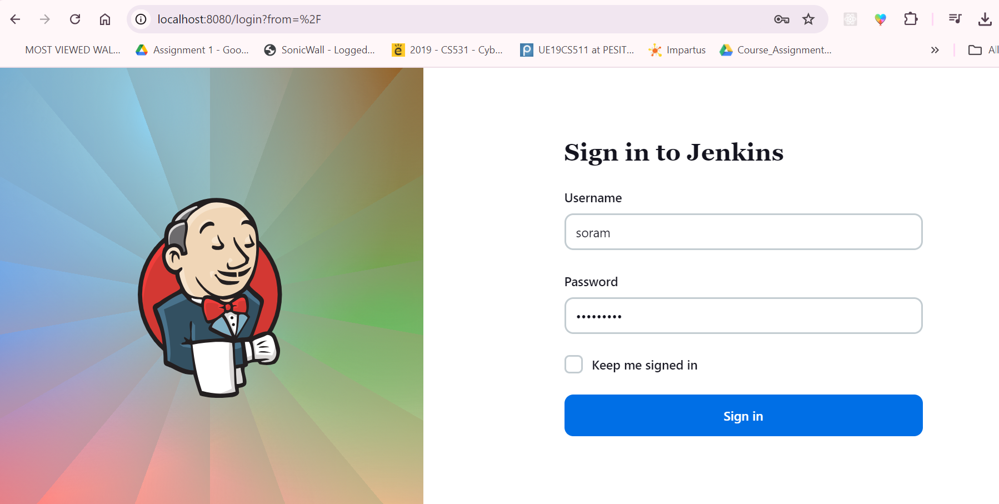 localhost:8080/login?from=%2F
MOST VIEWED WAL... Assignment 1 - Goo... SonicWall - Logged... 2019 - CS531 - Cyb... UE19CS511 at PESIT... Impartus Course_Assignment... » All
Sign in to Jenkins
Username
soram
Password
•••••••••
Keep me signed in
Sign in